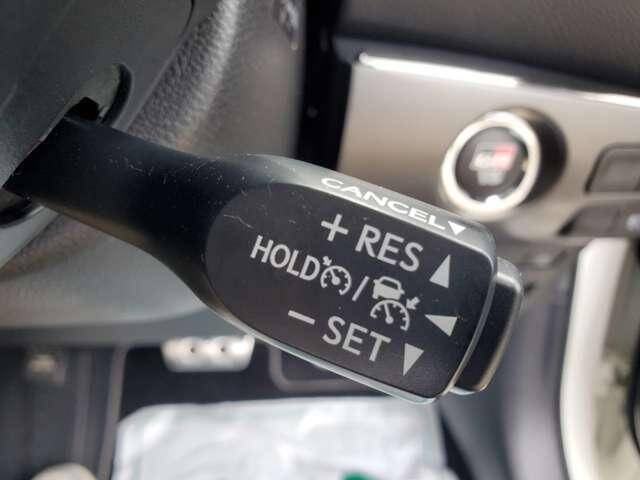 CANCEL▼
+ RES ▲
HOLD / ◀
− SET ▼